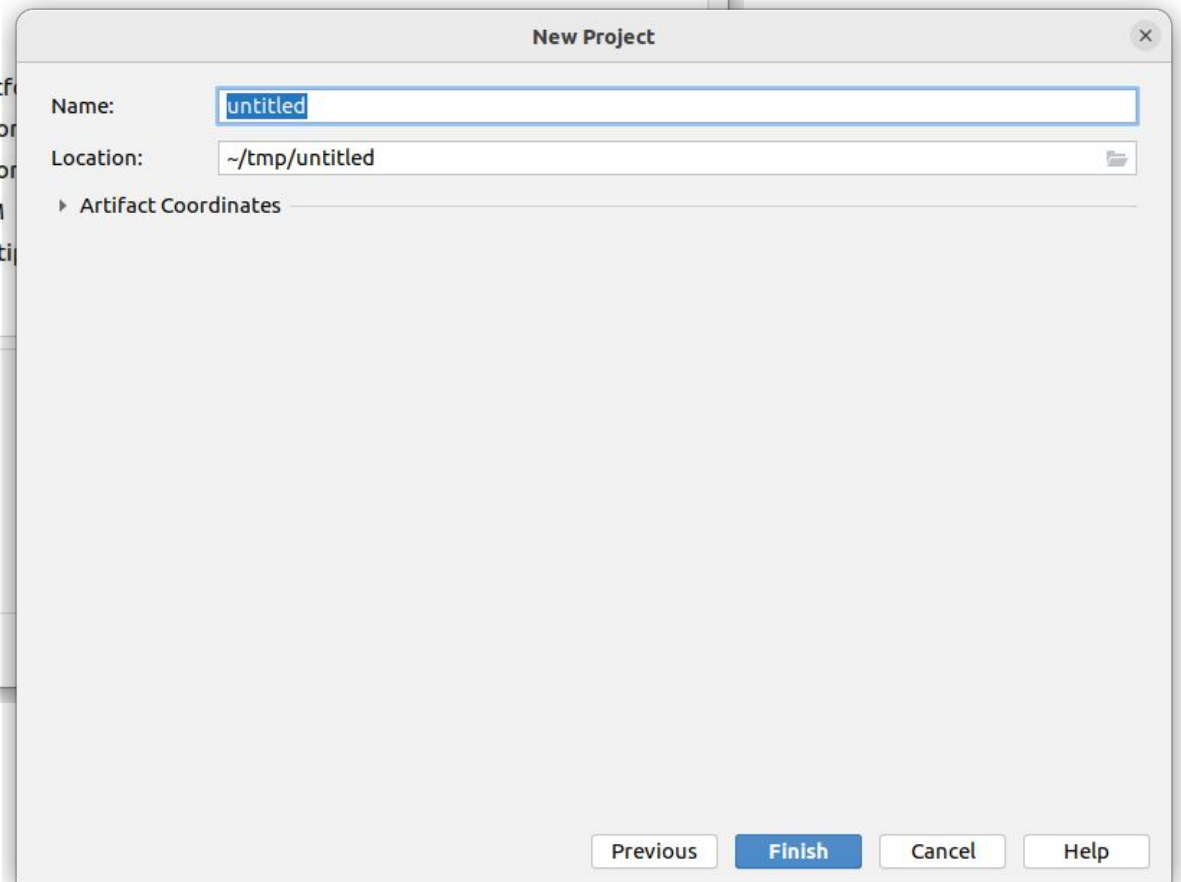 New Project
Name: untitled
Location: ~/tmp/untitled
Artifact Coordinates
Previous Finish Cancel Help